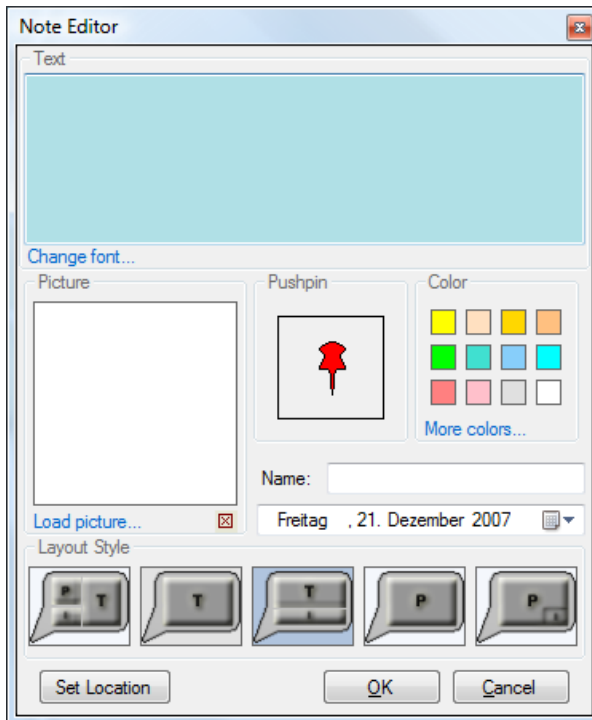 Note Editor
Text
Change font...
Picture
Pushpin
Color
More colors...
Name:
Load picture...
Freitag , 21. Dezember 2007
Layout Style
P T T T P P
Set Location
OK
Cancel